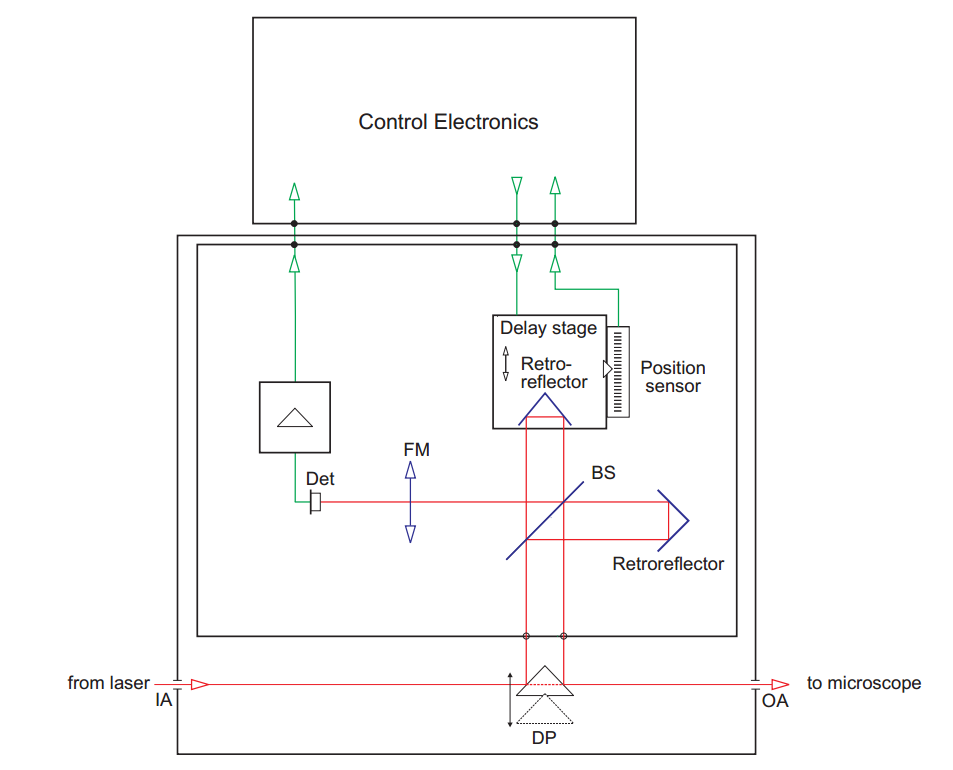 Control Electronics
Delay stage
Retro-
reflector
Position
sensor
FM
Det
BS
Retroreflector
from laser
IA
to microscope
OA
DP